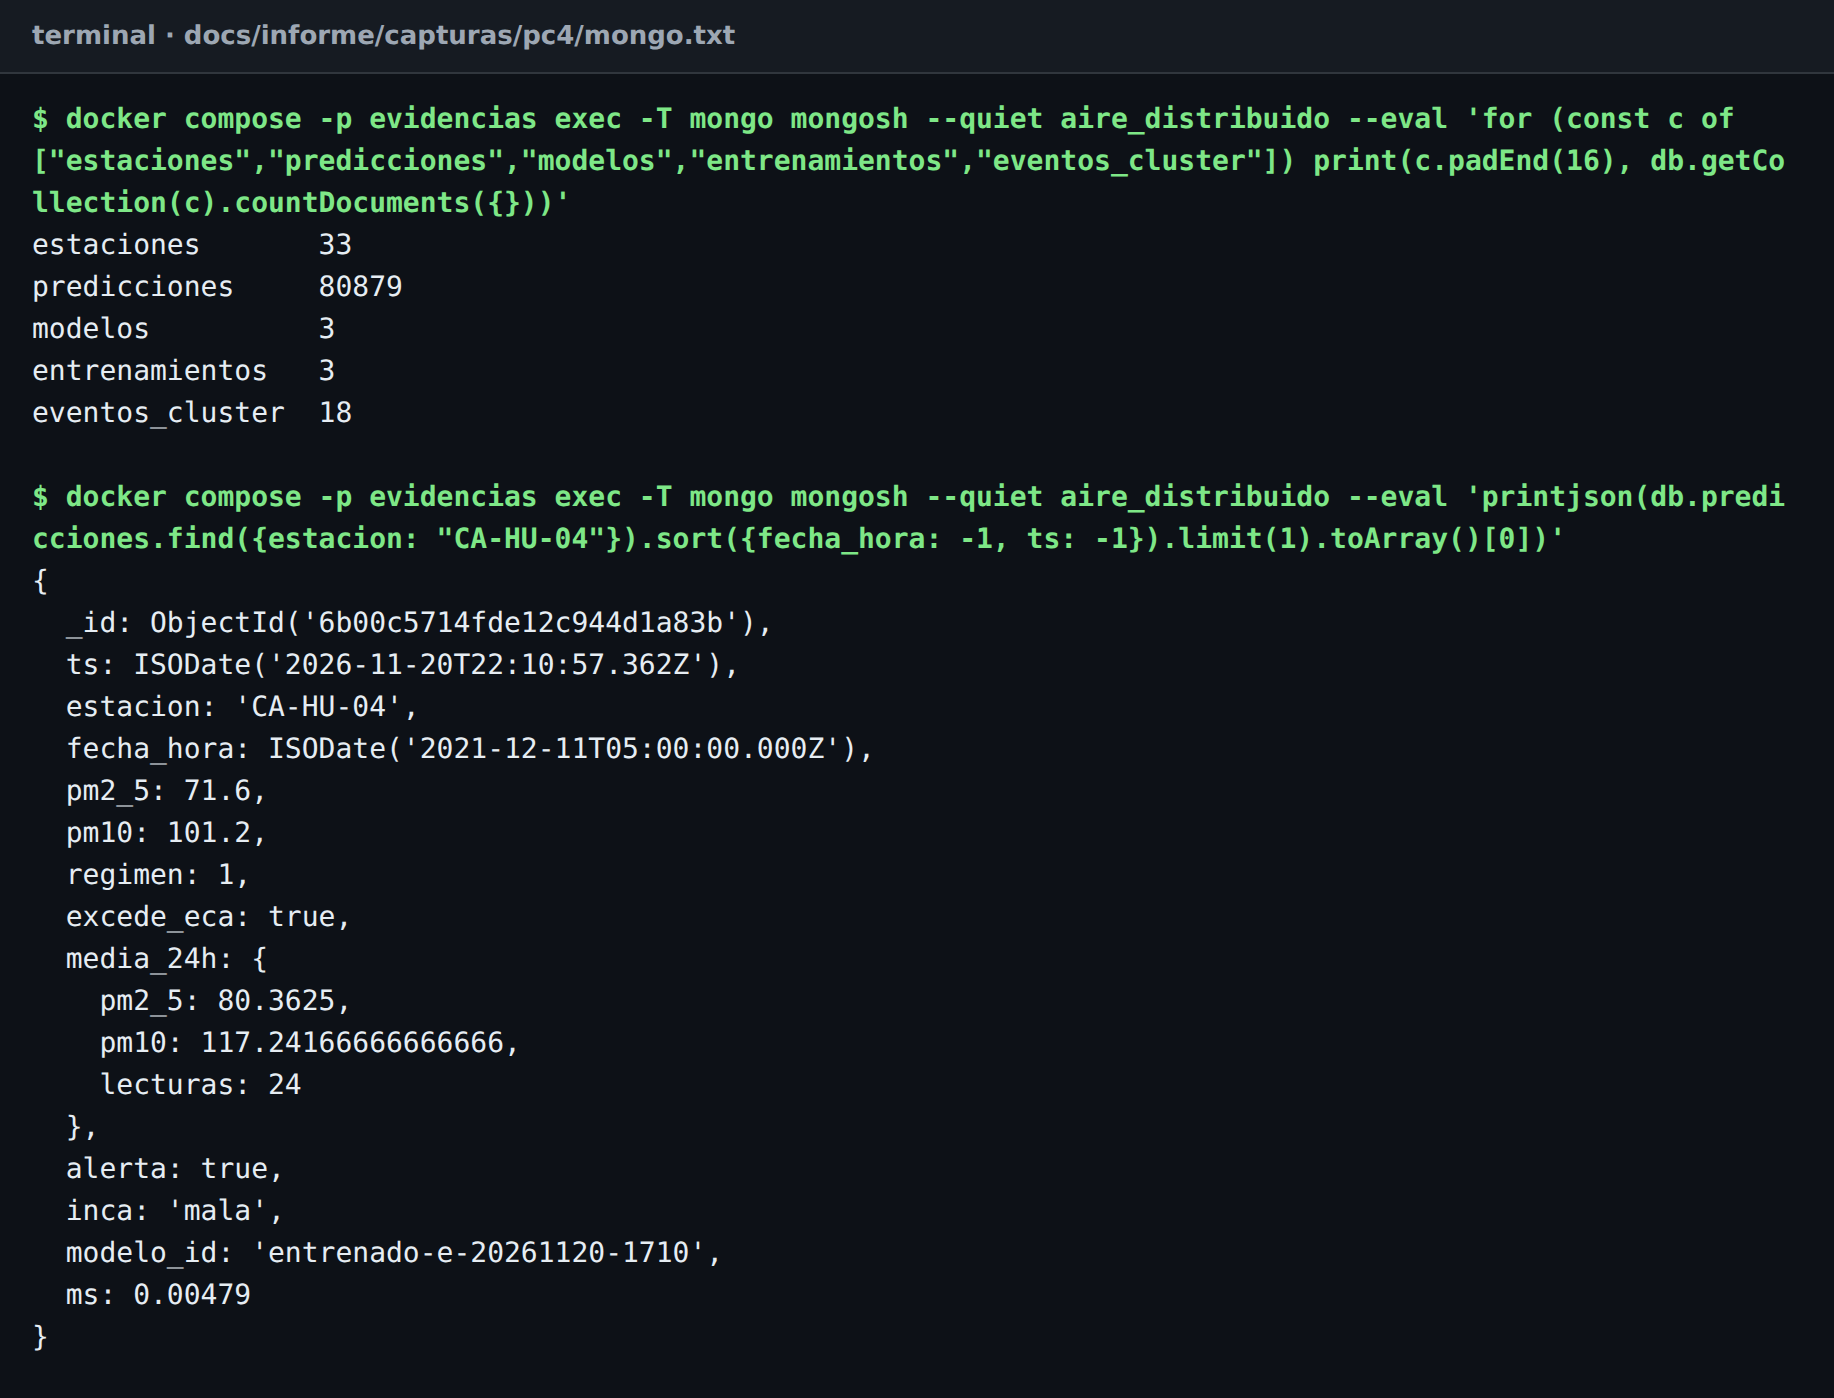 terminal · docs/informe/capturas/pc4/mongo.txt
$ docker compose -p evidencias exec -T mongo mongosh --quiet aire_distribuido --eval 'for (const c of
["estaciones","predicciones","modelos","entrenamientos","eventos_cluster"]) print(c.padEnd(16), db.getCo
llection(c).countDocuments({}))'
estaciones       33
predicciones     80879
modelos          3
entrenamientos   3
eventos_cluster  18

$ docker compose -p evidencias exec -T mongo mongosh --quiet aire_distribuido --eval 'printjson(db.predi
cciones.find({estacion: "CA-HU-04"}).sort({fecha_hora: -1, ts: -1}).limit(1).toArray()[0])'
{
  _id: ObjectId('6b00c5714fde12c944d1a83b'),
  ts: ISODate('2026-11-20T22:10:57.362Z'),
  estacion: 'CA-HU-04',
  fecha_hora: ISODate('2021-12-11T05:00:00.000Z'),
  pm2_5: 71.6,
  pm10: 101.2,
  regimen: 1,
  excede_eca: true,
  media_24h: {
    pm2_5: 80.3625,
    pm10: 117.24166666666666,
    lecturas: 24
  },
  alerta: true,
  inca: 'mala',
  modelo_id: 'entrenado-e-20261120-1710',
  ms: 0.00479
}